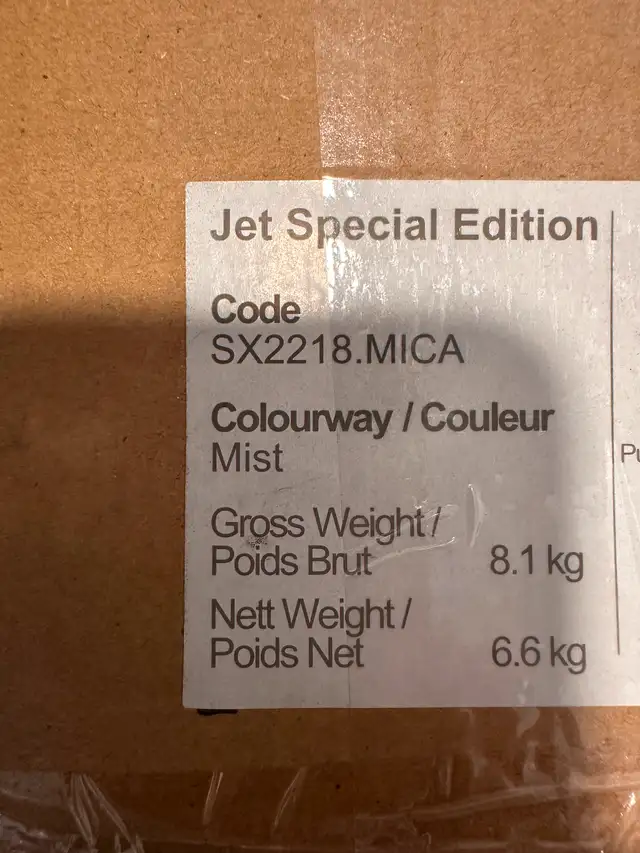 Jet Special Edition
Code
SX2218.MICA
Colourway / Couleur
Mist
Gross Weight /
Poids Brut 8.1 kg
Nett Weight /
Poids Net 6.6 kg